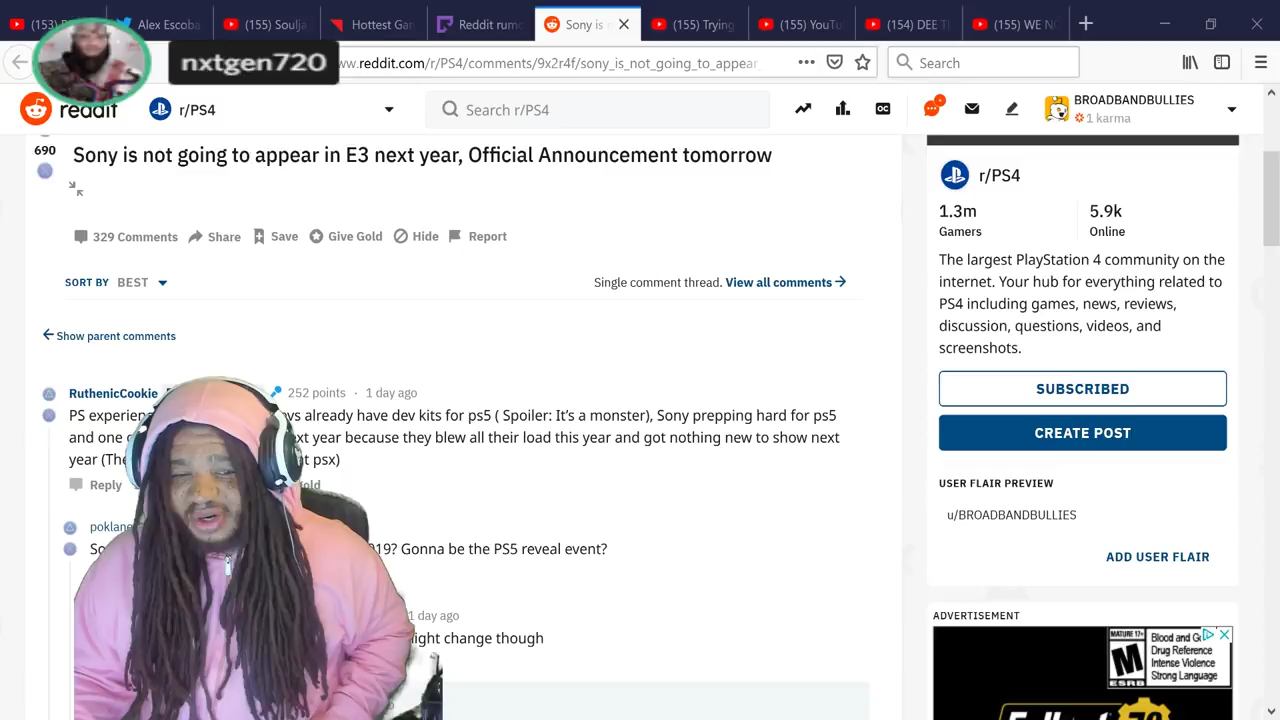 (153)
Alex Escoba
(155) Soulja
Hottest Gan
Reddit rumo
Sony is n
(155) Trying
(155) YouTu
(154) DEE T
(155) WE NO
nxtgen720
w.reddit.com/r/PS4/comments/9x2r4f/sony_is_not_going_to_appear_
Search
reddit
r/PS4
Search r/PS4
BROADBANDBULLIES
1 karma
690
Sony is not going to appear in E3 next year, Official Announcement tomorrow
329 Comments Share Save Give Gold Hide Report
SORT BY BEST
Single comment thread. View all comments
Show parent comments
RuthenicCookie 252 points · 1 day ago
PS experien ys already have dev kits for ps5 ( Spoiler: It's a monster), Sony prepping hard for ps5
and one ext year because they blew all their load this year and got nothing new to show next
year (The t psx)
Reply old
poklane
So 19? Gonna be the PS5 reveal event?
1 day ago
ight change though
r/PS4
1.3m 5.9k
Gamers Online
The largest PlayStation 4 community on the
internet. Your hub for everything related to
PS4 including games, news, reviews,
discussion, questions, videos, and
screenshots.
SUBSCRIBED
CREATE POST
USER FLAIR PREVIEW
u/BROADBANDBULLIES
ADD USER FLAIR
ADVERTISEMENT
MATURE 17+
M
ESRB
Blood and Go
Drug Reference
Intense Violence
Strong Language